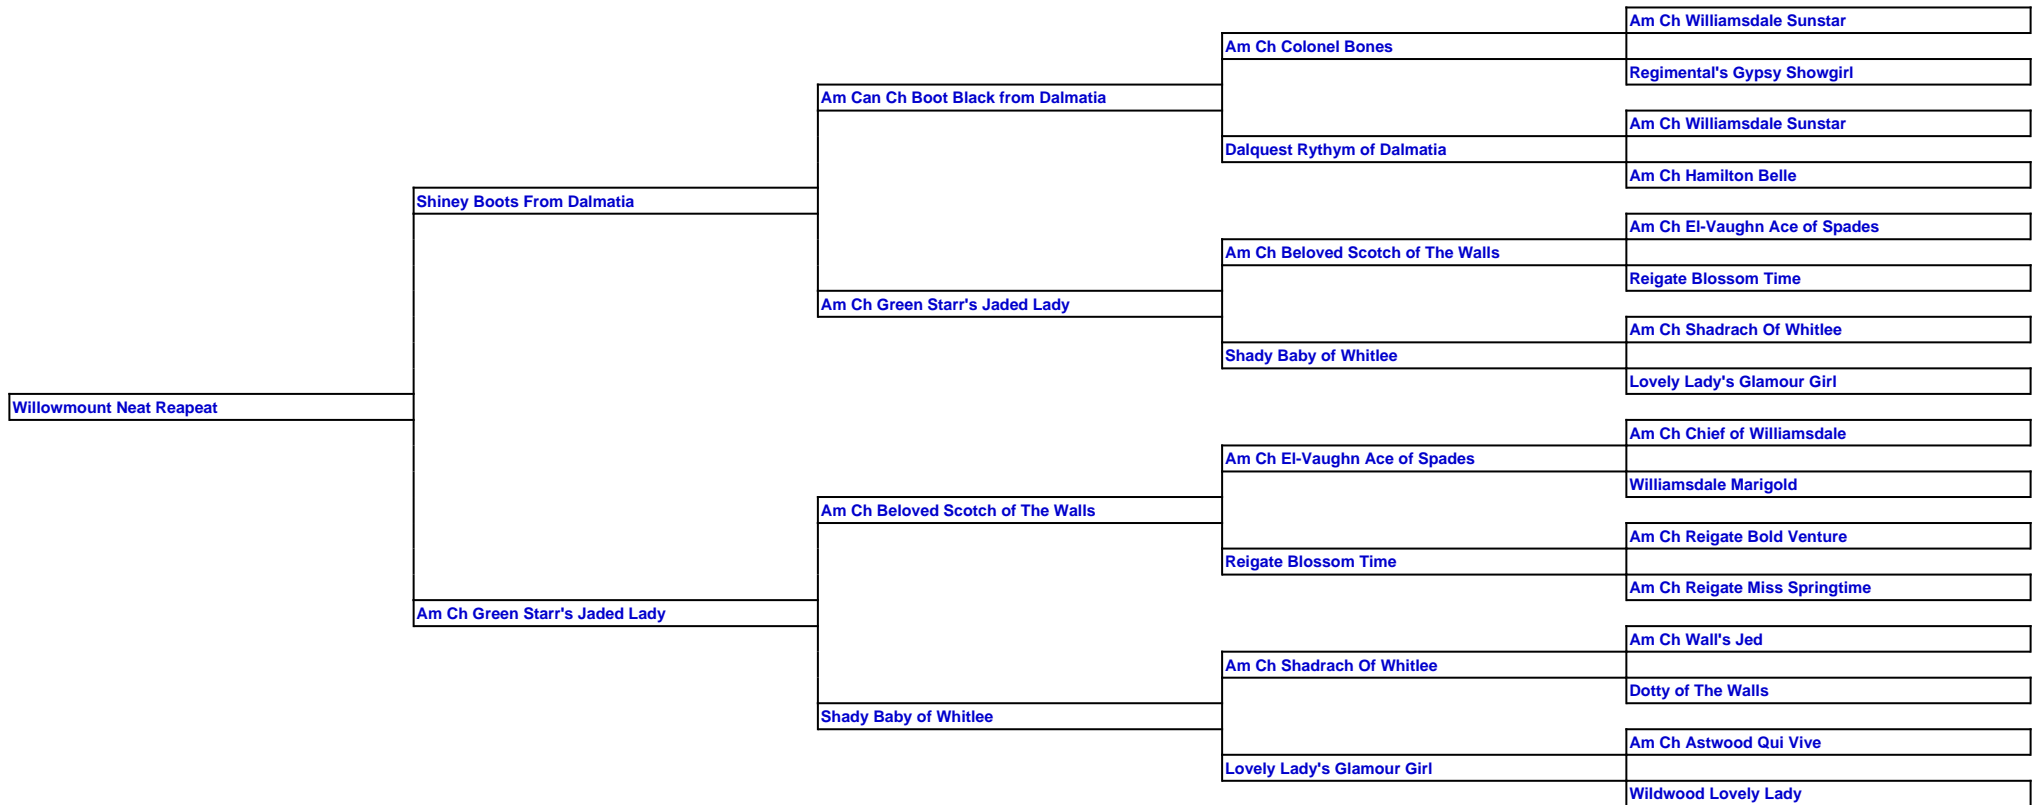 Am Ch Williamsdale Sunstar
Am Ch Colonel Bones
Regimental's Gypsy Showgirl
Am Can Ch Boot Black from Dalmatia
Am Ch Williamsdale Sunstar
Dalquest Rythym of Dalmatia
Am Ch Hamilton Belle
Shiney Boots From Dalmatia
Am Ch El-Vaughn Ace of Spades
Am Ch Beloved Scotch of The Walls
Reigate Blossom Time
Am Ch Green Starr's Jaded Lady
Am Ch Shadrach Of Whitlee
Shady Baby of Whitlee
Lovely Lady's Glamour Girl
Willowmount Neat Reapeat
Am Ch Chief of Williamsdale
Am Ch El-Vaughn Ace of Spades
Williamsdale Marigold
Am Ch Beloved Scotch of The Walls
Am Ch Reigate Bold Venture
Reigate Blossom Time
Am Ch Reigate Miss Springtime
Am Ch Green Starr's Jaded Lady
Am Ch Wall's Jed
Am Ch Shadrach Of Whitlee
Dotty of The Walls
Shady Baby of Whitlee
Am Ch Astwood Qui Vive
Lovely Lady's Glamour Girl
Wildwood Lovely Lady